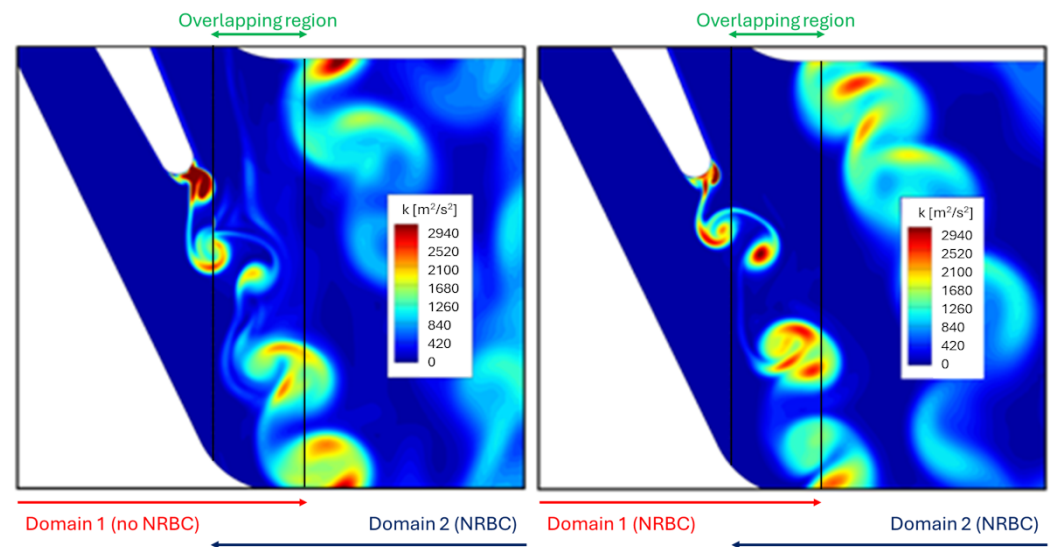 Overlapping region
Overlapping region
k [m²/s²]
2940
2520
2100
1680
1260
840
420
0
k [m²/s²]
2940
2520
2100
1680
1260
840
420
0
Domain 1 (no NRBC)
Domain 2 (NRBC)
Domain 1 (NRBC)
Domain 2 (NRBC)